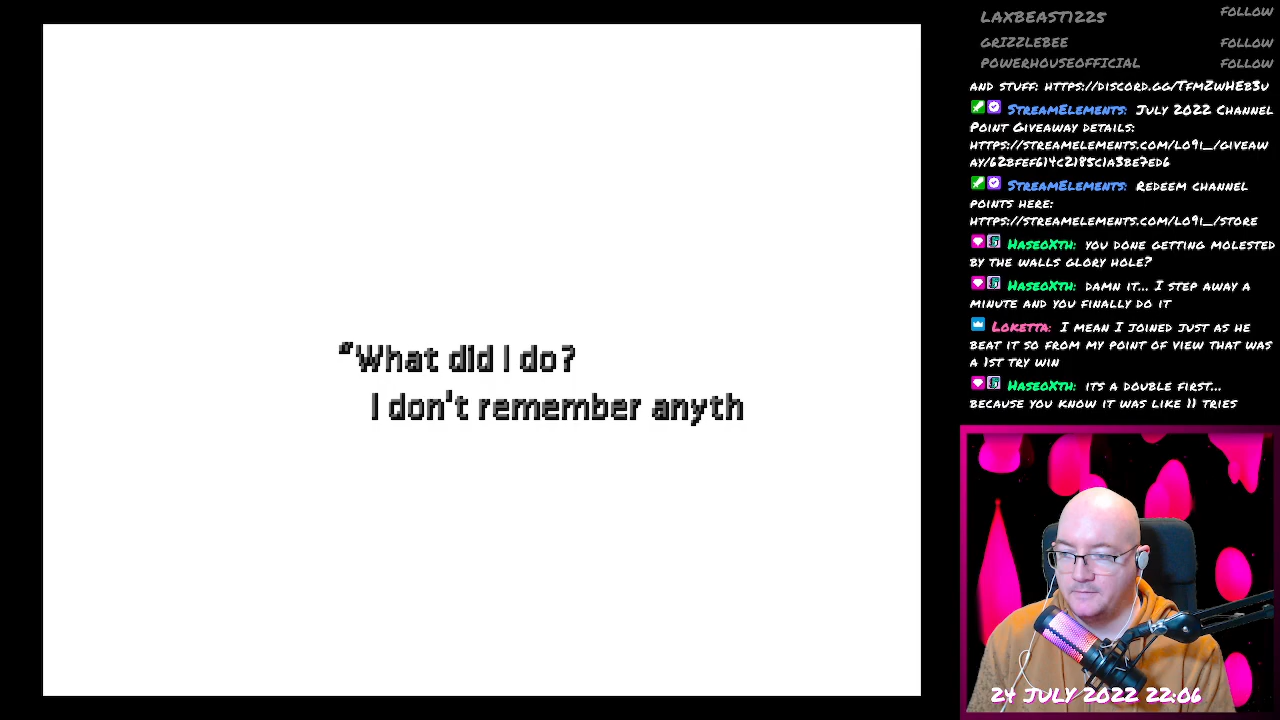 “What did I do?
I don't remember anyth
LAXBEAST1225 FOLLOW
GRIZZLEBEE FOLLOW
POWERHOUSEOFFICIAL FOLLOW
AND STUFF: HTTPS://DISCORD.GG/TFMZWHEB3U
STREAMELEMENTS: JULY 2022 CHANNEL
POINT GIVEAWAY DETAILS:
HTTPS://STREAMELEMENTS.COM/LO9I_/GIVEAW
AY/62BFEF614C2185C1A3BE7ED6
STREAMELEMENTS: REDEEM CHANNEL
POINTS HERE:
HTTPS://STREAMELEMENTS.COM/LO9I_/STORE
HASEOXTH: YOU DONE GETTING MOLESTED
BY THE WALLS GLORY HOLE?
HASEOXTH: DAMN IT... I STEP AWAY A
MINUTE AND YOU FINALLY DO IT
LOKETTA: I MEAN I JOINED JUST AS HE
BEAT IT SO FROM MY POINT OF VIEW THAT WAS
A 1ST TRY WIN
HASEOXTH: ITS A DOUBLE FIRST...
BECAUSE YOU KNOW IT WAS LIKE 11 TRIES
24 JULY 2022 22:06